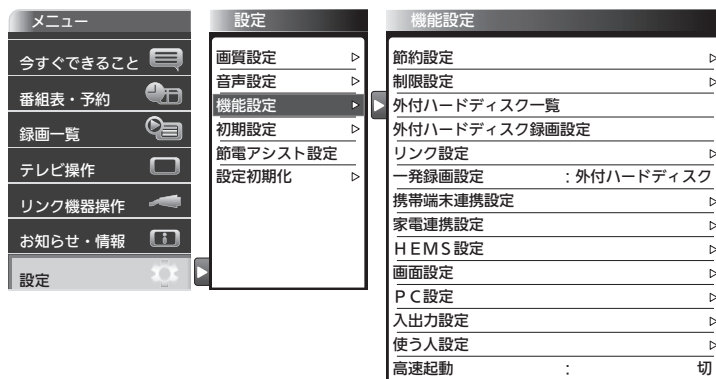 メニュー
今すぐできること
番組表・予約
録画一覧
テレビ操作
リンク機器操作
お知らせ・情報
設定
設定
画質設定
音声設定
機能設定
初期設定
節電アシスト設定
設定初期化
機能設定
節約設定
制限設定
外付ハードディスク一覧
外付ハードディスク録画設定
リンク設定
一発録画設定 : 外付ハードディスク
携帯端末連携設定
家電連携設定
ＨＥＭＳ設定
画面設定
ＰＣ設定
入出力設定
使う人設定
高速起動 : 切